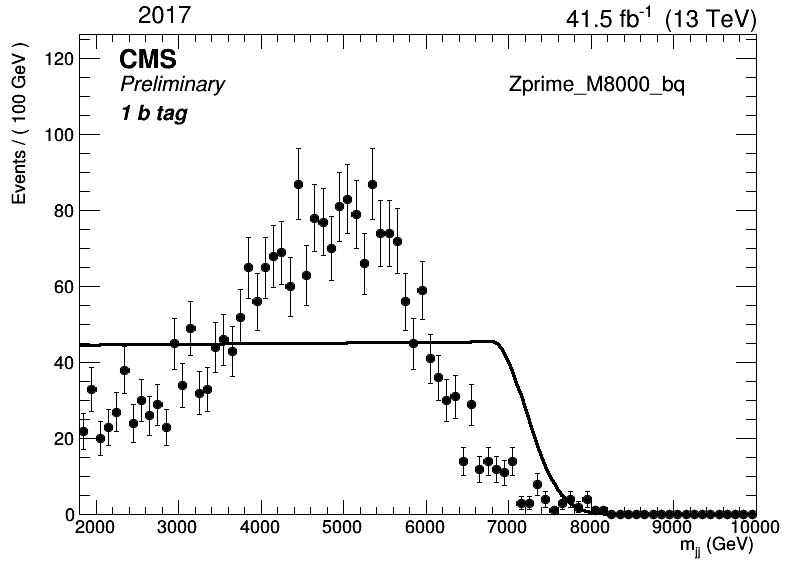 2017
41.5 fb⁻¹ (13 TeV)
CMS
Preliminary
Zprime_M8000_bq
1 b tag
Events / ( 100 GeV )
120
100
80
60
40
20
0
2000 3000 4000 5000 6000 7000 8000 9000 10000
m_jj (GeV)